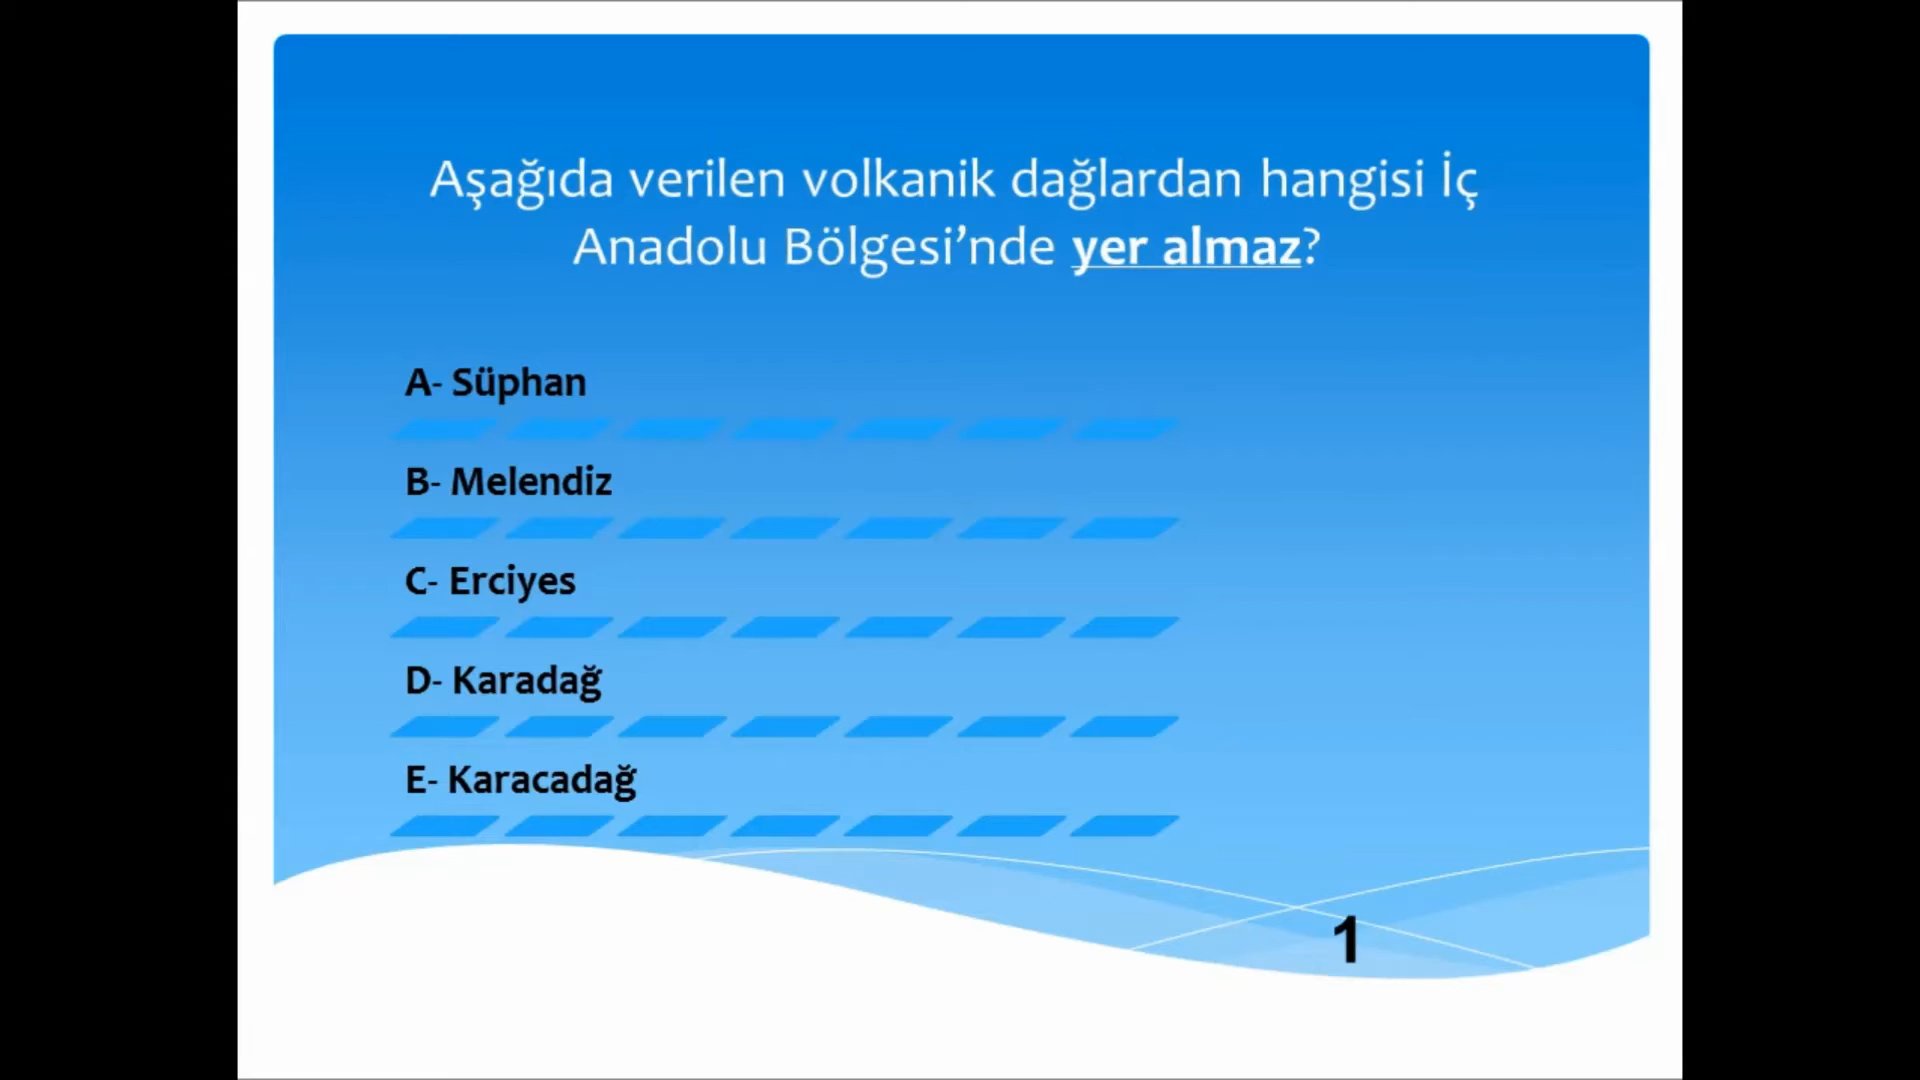 Aşağıda verilen volkanik dağlardan hangisi İç
Anadolu Bölgesi’nde yer almaz?
A- Süphan
B- Melendiz
C- Erciyes
D- Karadağ
E- Karacadağ
1